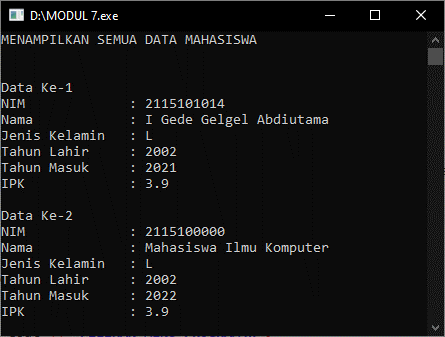 D:\MODUL 7.exe
MENAMPILKAN SEMUA DATA MAHASISWA
Data Ke-1
NIM : 2115101014
Nama : I Gede Gelgel Abdiutama
Jenis Kelamin : L
Tahun Lahir : 2002
Tahun Masuk : 2021
IPK : 3.9
Data Ke-2
NIM : 2115100000
Nama : Mahasiswa Ilmu Komputer
Jenis Kelamin : L
Tahun Lahir : 2002
Tahun Masuk : 2022
IPK : 3.9